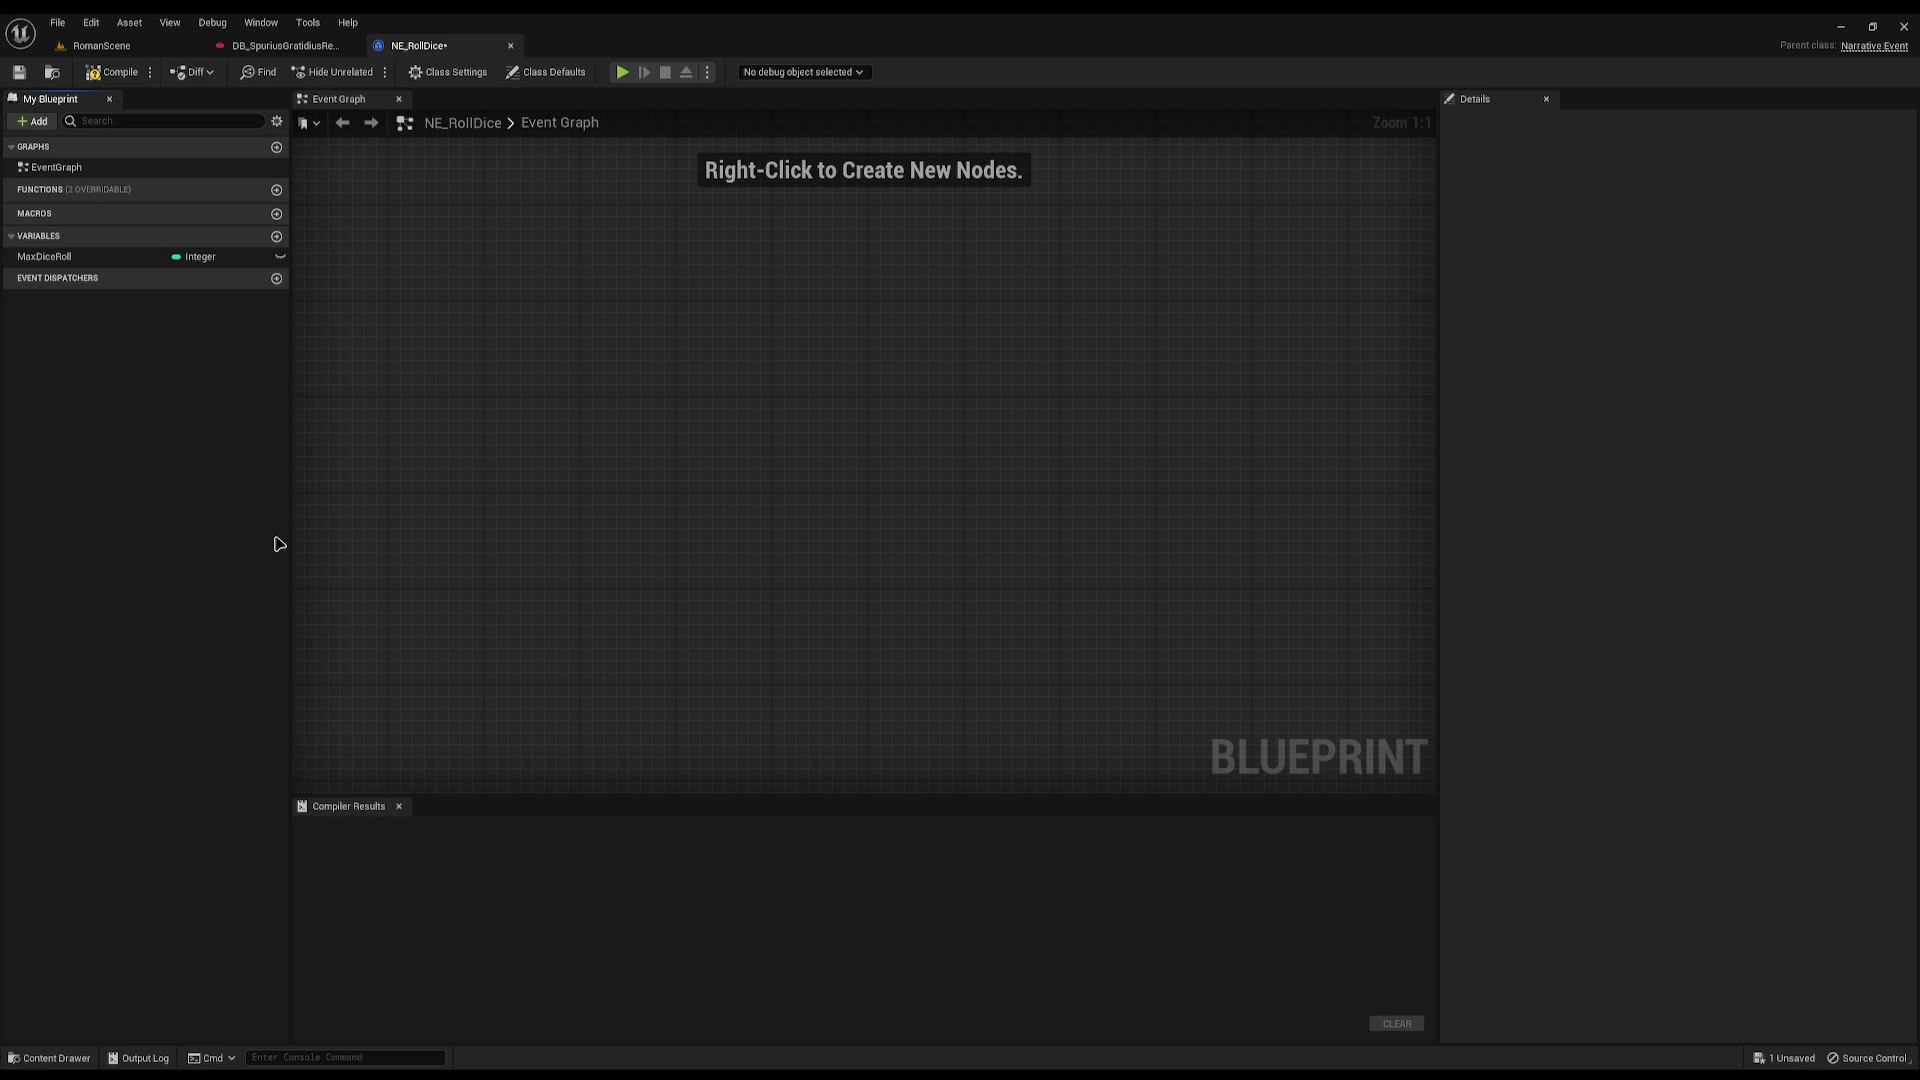 File Edit Asset View Debug Window Tools Help
RomanScene DB_SpuriusGratidiusRe... NE_RollDice•
Parent class: Narrative Event
Compile Diff Find Hide Unrelated Class Settings Class Defaults No debug object selected
My Blueprint Event Graph Details
Add Search NE_RollDice > Event Graph Zoom 1:1
GRAPHS
EventGraph
Right-Click to Create New Nodes.
FUNCTIONS (2 OVERRIDABLE)
MACROS
VARIABLES
MaxDiceRoll Integer
EVENT DISPATCHERS
BLUEPRINT
Compiler Results
CLEAR
Content Drawer Output Log Cmd Enter Console Command 1 Unsaved Source Control